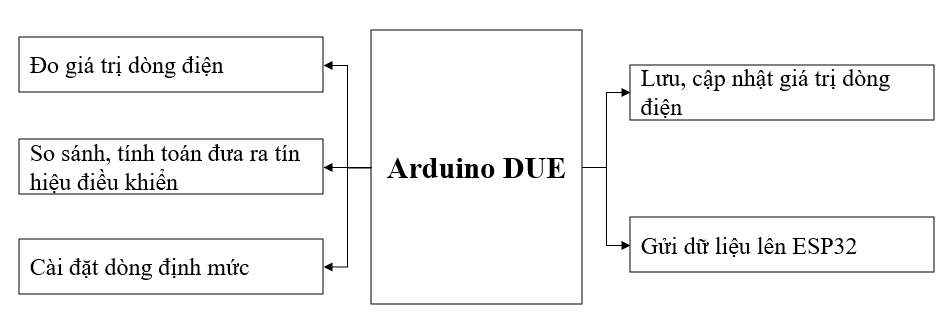 Đo giá trị dòng điện
So sánh, tính toán đưa ra tín
hiệu điều khiển
Cài đặt dòng định mức
Arduino DUE
Lưu, cập nhật giá trị dòng
điện
Gửi dữ liệu lên ESP32